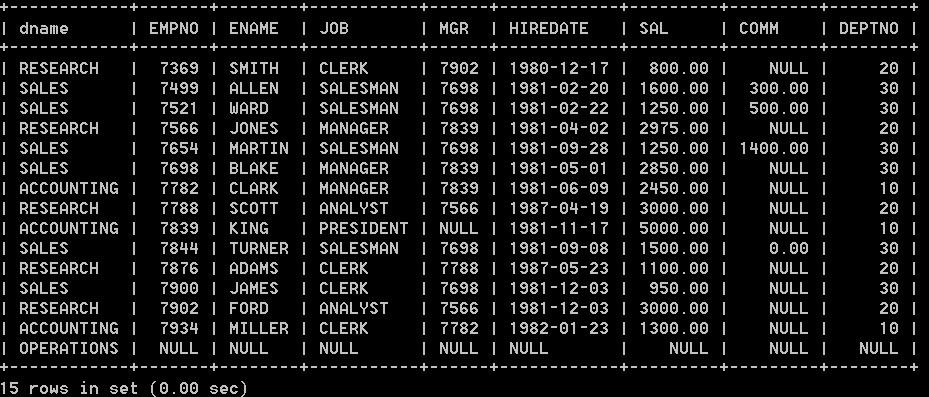 +------------+-------+--------+-----------+------+------------+---------+---------+--------+
| dname      | EMPNO | ENAME  | JOB       | MGR  | HIREDATE   | SAL     | COMM    | DEPTNO |
+------------+-------+--------+-----------+------+------------+---------+---------+--------+
| RESEARCH   |  7369 | SMITH  | CLERK     | 7902 | 1980-12-17 |  800.00 |    NULL |     20 |
| SALES      |  7499 | ALLEN  | SALESMAN  | 7698 | 1981-02-20 | 1600.00 |  300.00 |     30 |
| SALES      |  7521 | WARD   | SALESMAN  | 7698 | 1981-02-22 | 1250.00 |  500.00 |     30 |
| RESEARCH   |  7566 | JONES  | MANAGER   | 7839 | 1981-04-02 | 2975.00 |    NULL |     20 |
| SALES      |  7654 | MARTIN | SALESMAN  | 7698 | 1981-09-28 | 1250.00 | 1400.00 |     30 |
| SALES      |  7698 | BLAKE  | MANAGER   | 7839 | 1981-05-01 | 2850.00 |    NULL |     30 |
| ACCOUNTING |  7782 | CLARK  | MANAGER   | 7839 | 1981-06-09 | 2450.00 |    NULL |     10 |
| RESEARCH   |  7788 | SCOTT  | ANALYST   | 7566 | 1987-04-19 | 3000.00 |    NULL |     20 |
| ACCOUNTING |  7839 | KING   | PRESIDENT | NULL | 1981-11-17 | 5000.00 |    NULL |     10 |
| SALES      |  7844 | TURNER | SALESMAN  | 7698 | 1981-09-08 | 1500.00 |    0.00 |     30 |
| RESEARCH   |  7876 | ADAMS  | CLERK     | 7788 | 1987-05-23 | 1100.00 |    NULL |     20 |
| SALES      |  7900 | JAMES  | CLERK     | 7698 | 1981-12-03 |  950.00 |    NULL |     30 |
| RESEARCH   |  7902 | FORD   | ANALYST   | 7566 | 1981-12-03 | 3000.00 |    NULL |     20 |
| ACCOUNTING |  7934 | MILLER | CLERK     | 7782 | 1982-01-23 | 1300.00 |    NULL |     10 |
| OPERATIONS |  NULL | NULL   | NULL      | NULL | NULL       |    NULL |    NULL |   NULL |
+------------+-------+--------+-----------+------+------------+---------+---------+--------+
15 rows in set (0.00 sec)